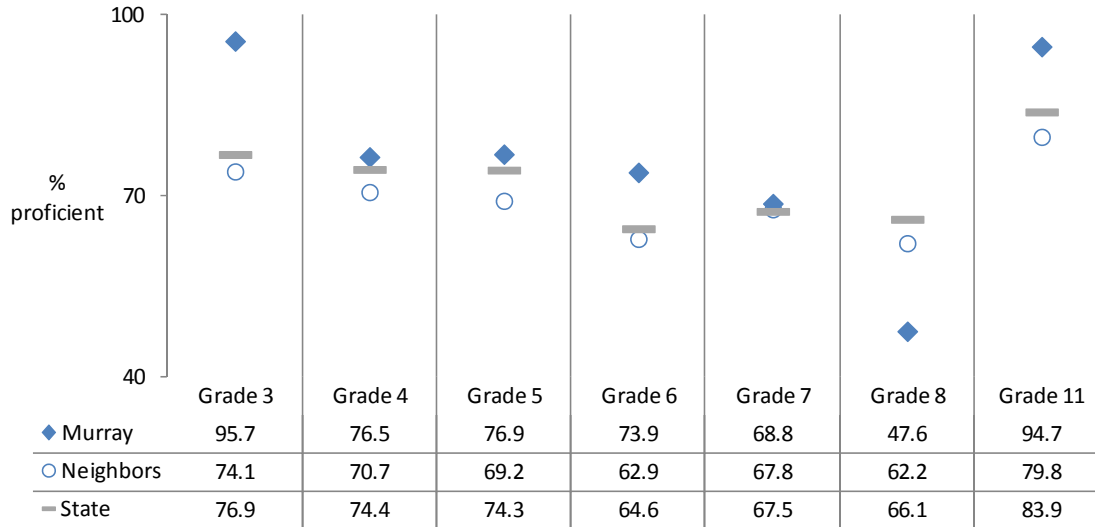 100
70
40
%
proficient
Grade 3 Grade 4 Grade 5 Grade 6 Grade 7 Grade 8 Grade 11
Murray 95.7 76.5 76.9 73.9 68.8 47.6 94.7
Neighbors 74.1 70.7 69.2 62.9 67.8 62.2 79.8
State 76.9 74.4 74.3 64.6 67.5 66.1 83.9